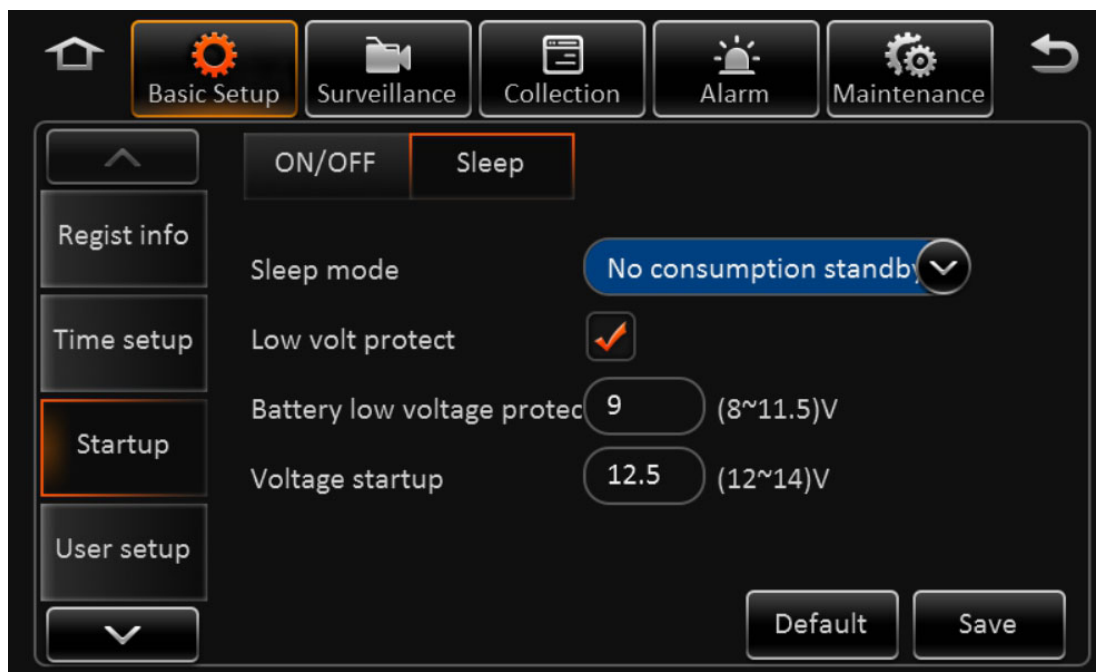 Basic Setup
Surveillance
Collection
Alarm
Maintenance
ON/OFF
Sleep
Regist info
Time setup
Startup
User setup
Sleep mode
No consumption standby
Low volt protect
Battery low voltage protec
9
(8~11.5)V
Voltage startup
12.5
(12~14)V
Default
Save